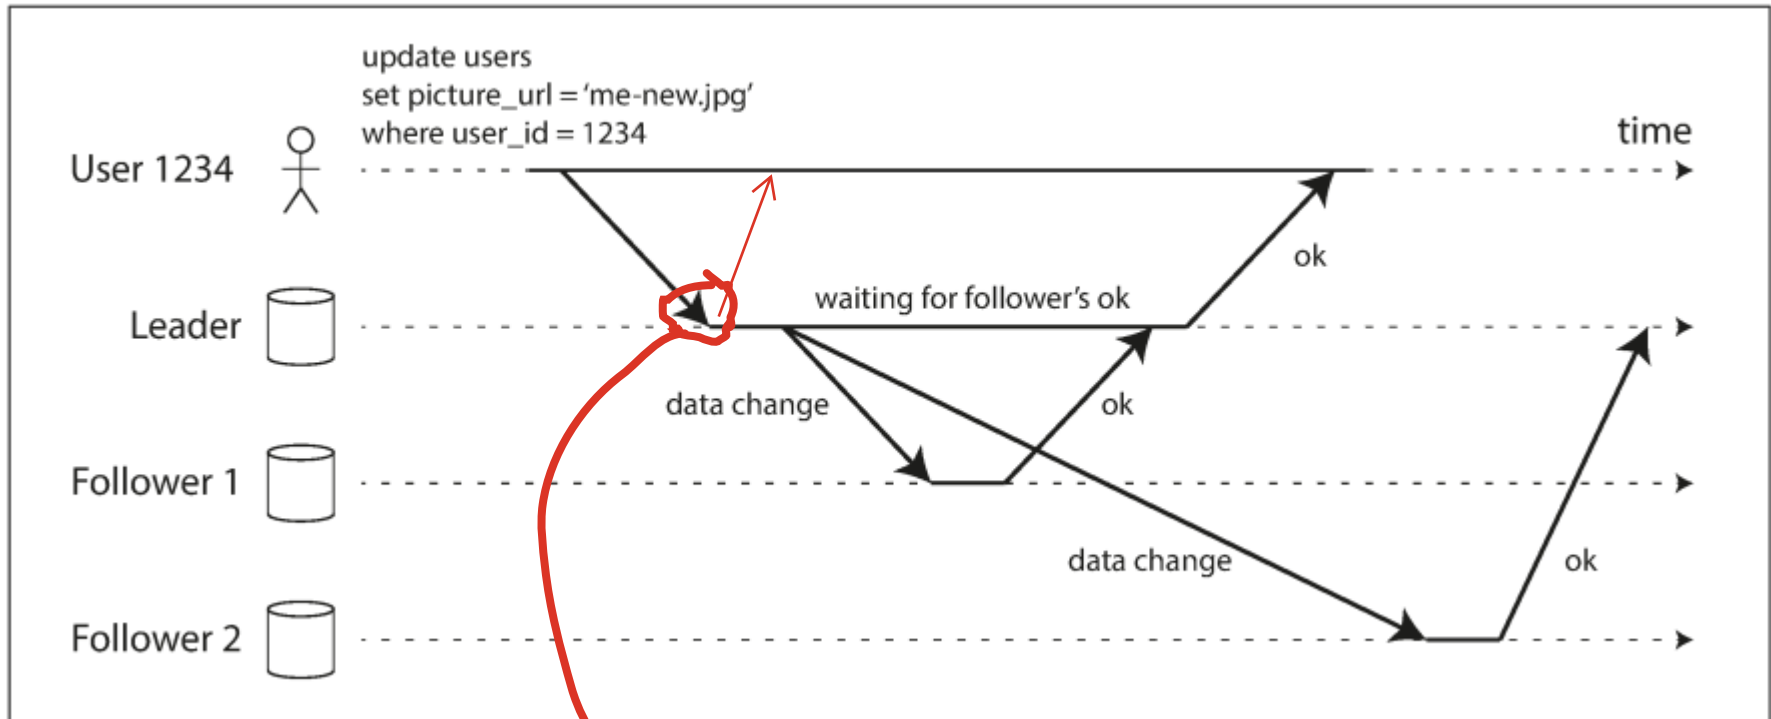 update users
set picture_url = ‘me-new.jpg’
where user_id = 1234
time
User 1234
ok
waiting for follower’s ok
Leader
data change
ok
Follower 1
data change
ok
Follower 2